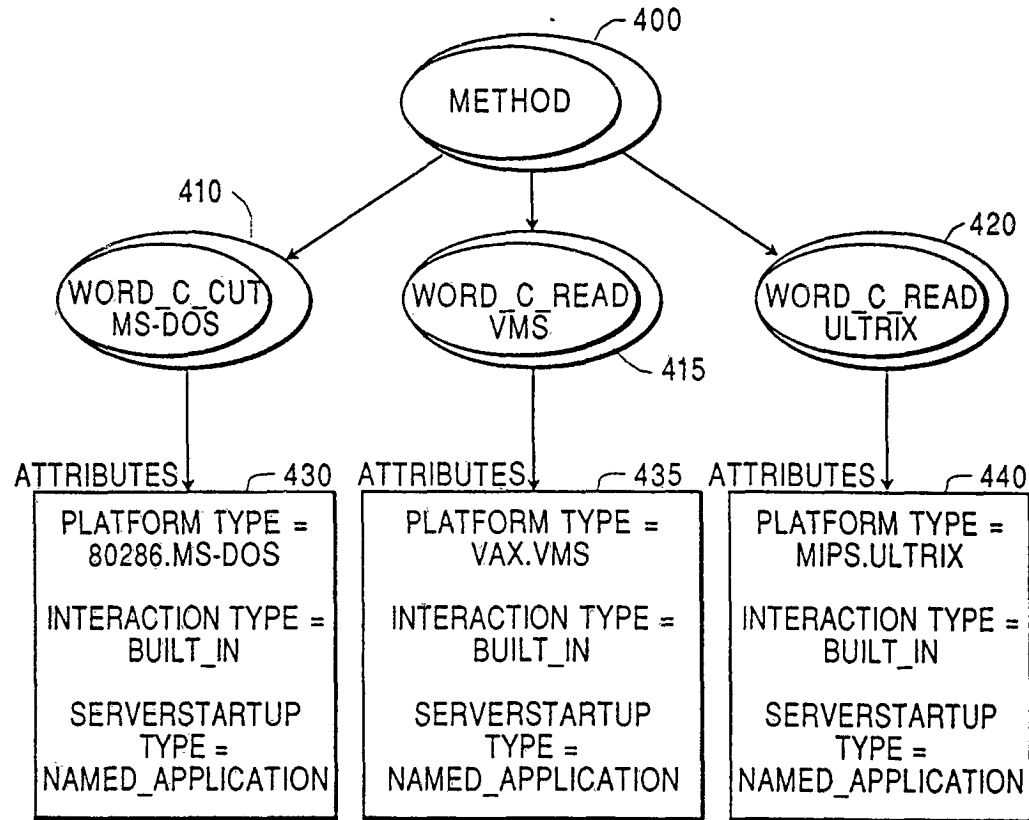 400
METHOD
410
WORD_C_CUT
MS-DOS
WORD_C_READ
VMS
415
420
WORD_C_READ
ULTRIX
ATTRIBUTES
430
PLATFORM TYPE =
80286.MS-DOS
INTERACTION TYPE =
BUILT_IN
SERVERSTARTUP
TYPE =
NAMED_APPLICATION
ATTRIBUTES
435
PLATFORM TYPE =
VAX.VMS
INTERACTION TYPE =
BUILT_IN
SERVERSTARTUP
TYPE =
NAMED_APPLICATION
ATTRIBUTES
440
PLATFORM TYPE =
MIPS.ULTRIX
INTERACTION TYPE =
BUILT_IN
SERVERSTARTUP
TYPE =
NAMED_APPLICATION